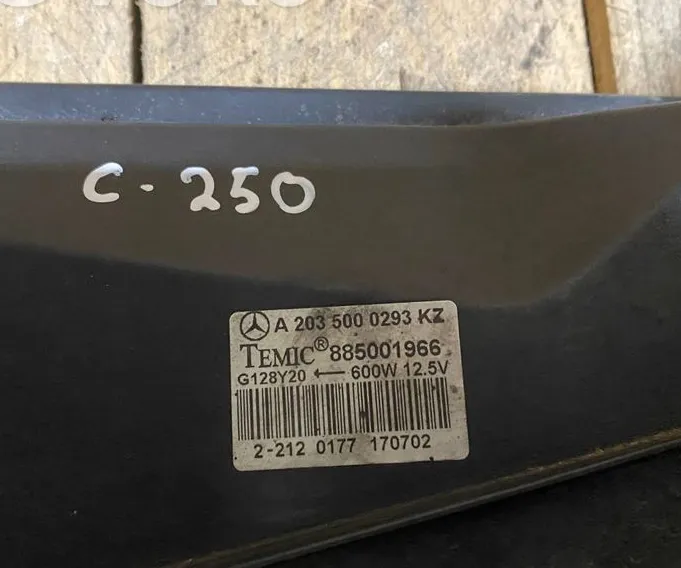 C-250
A 203 500 0293 KZ
TEMIC® 885001966
G128Y20 ← 600W 12.5V
2-212 0177 170702